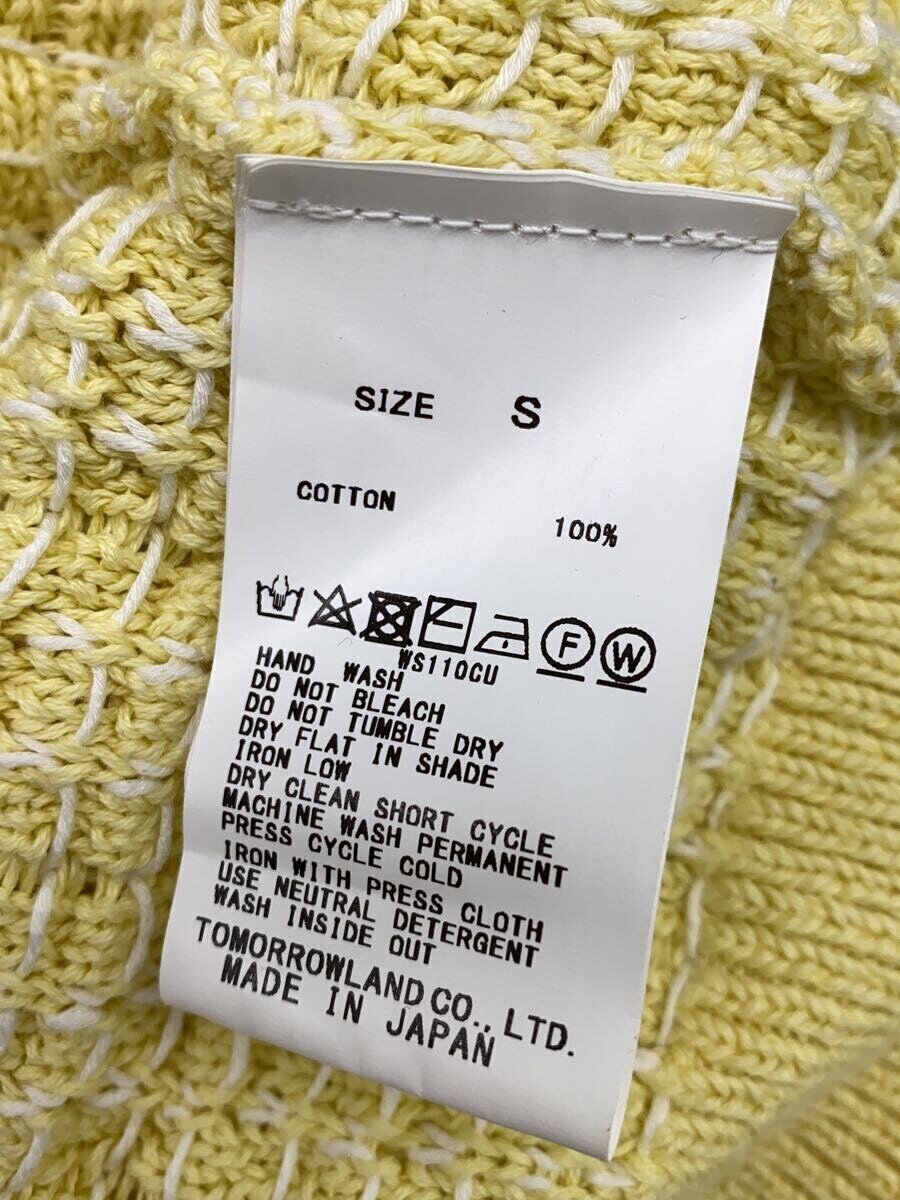 SIZE S
COTTON
100%
F W
WS110CU
HAND WASH
DO NOT BLEACH
DO NOT TUMBLE DRY
DRY FLAT IN SHADE
IRON LOW
DRY CLEAN SHORT CYCLE
MACHINE WASH PERMANENT
PRESS CYCLE COLD
IRON WITH PRESS CLOTH
USE NEUTRAL DETERGENT
WASH INSIDE OUT
TOMORROWLAND CO., LTD.
MADE IN JAPAN